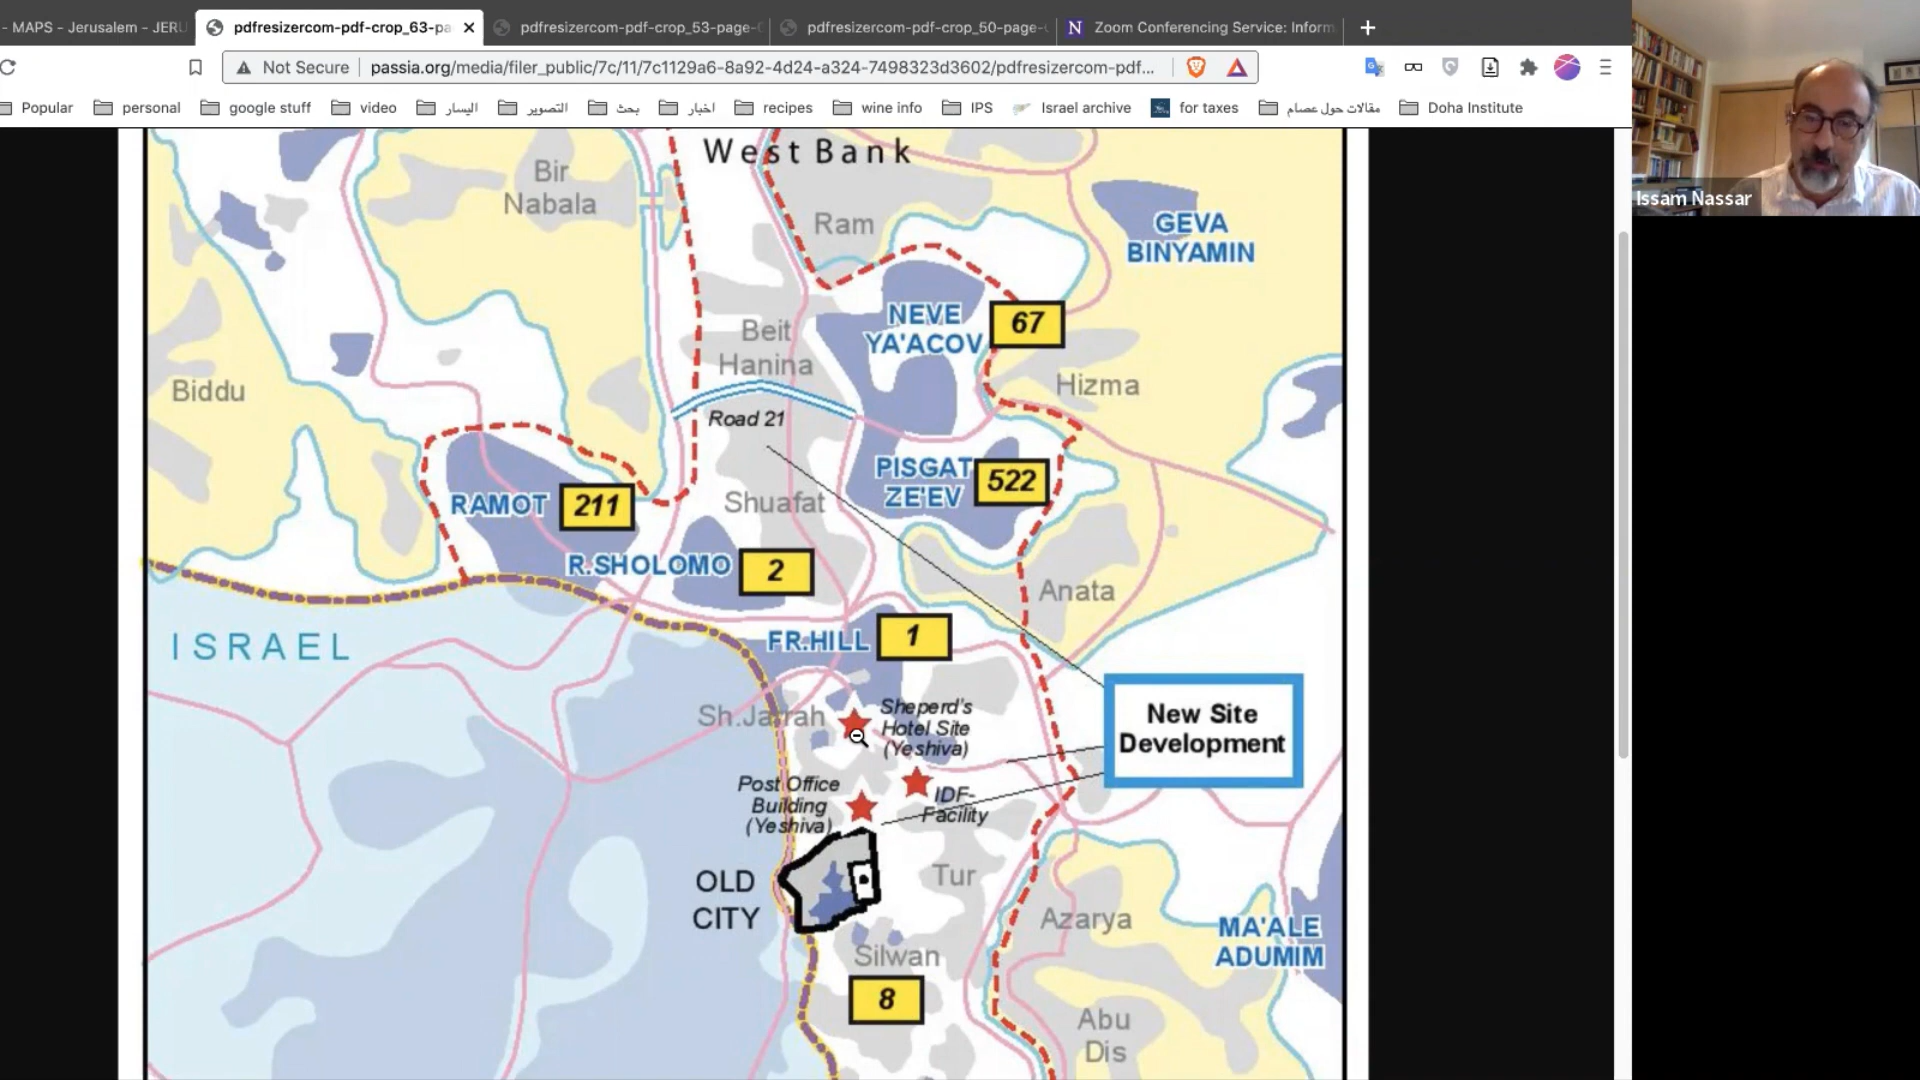 - MAPS - Jerusalem - JERU
pdfresizercom-pdf-crop_63-pa
pdfresizercom-pdf-crop_53-page-
pdfresizercom-pdf-crop_50-page-
Zoom Conferencing Service: Inform
Not Secure
passia.org/media/filer_public/7c/11/7c1129a6-8a92-4d24-a324-7498323d3602/pdfresizercom-pdf...
Popular
personal
google stuff
video
اليسار
التصوير
بحث
اخبار
recipes
wine info
IPS
Israel archive
for taxes
مقالات حول عصام
Doha Institute
Issam Nassar
West Bank
Bir
Nabala
Ram
GEVA
BINYAMIN
NEVE
YA'ACOV
67
Beit
Hanina
Biddu
Hizma
Road 21
PISGAT
ZE'EV
522
RAMOT
211
Shuafat
R.SHOLOMO
2
Anata
ISRAEL
FR.HILL
1
Sh.Jarrah
Sheperd's
Hotel Site
(Yeshiva)
New Site
Development
Post Office
Building
(Yeshiva)
IDF-
Facility
OLD
CITY
Tur
Azarya
MA'ALE
ADUMIM
Silwan
8
Abu
Dis